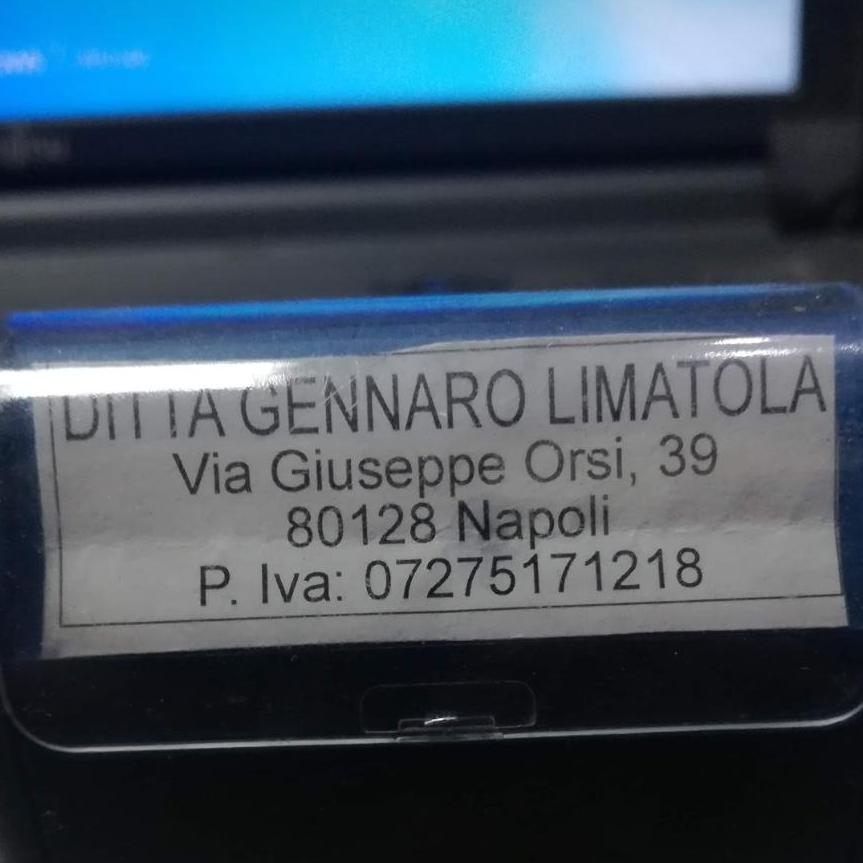 DITTA GENNARO LIMATOLA
Via Giuseppe Orsi, 39
80128 Napoli
P. Iva: 07275171218